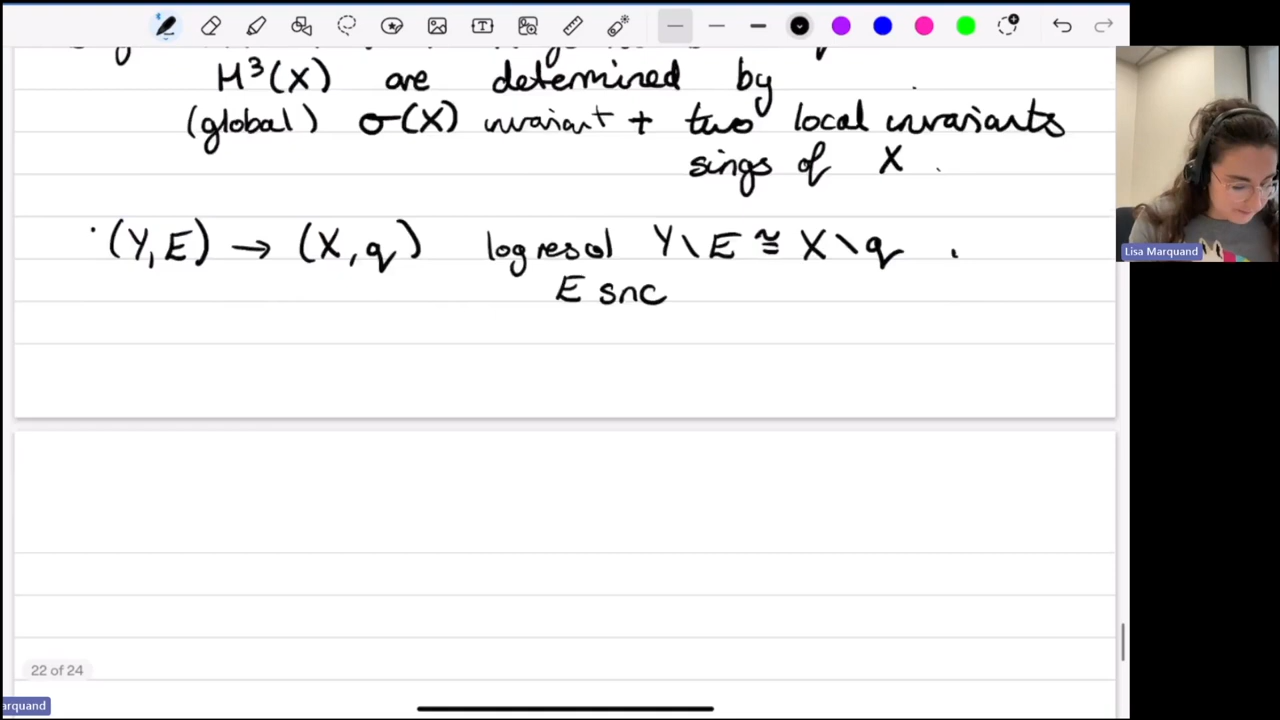 H³(X) are determined by
(global) σ(X) invariant + two local invariants
sings of X .
· (Y, E) → (X, q) log resol Y \ E ≅ X \ q .
E snc
22 of 24
Lisa Marquand
arquand